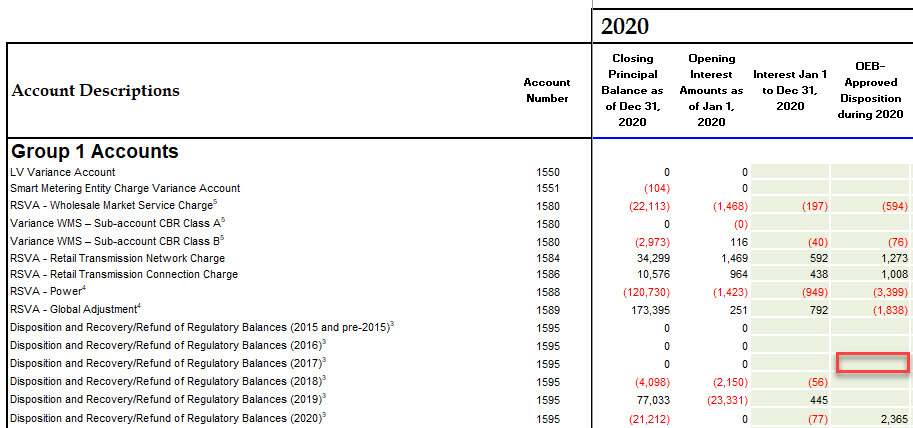 2020
Account Descriptions Account Number Closing Principal Balance as of Dec 31, 2020 Opening Interest Amounts as of Jan 1, 2020 Interest Jan 1 to Dec 31, 2020 OEB-Approved Disposition during 2020
Group 1 Accounts
LV Variance Account 1550 0 0
Smart Metering Entity Charge Variance Account 1551 (104) 0
RSVA - Wholesale Market Service Charge⁵ 1580 (22,113) (1,468) (197) (594)
Variance WMS – Sub-account CBR Class A⁵ 1580 0 (0)
Variance WMS – Sub-account CBR Class B⁵ 1580 (2,973) 116 (40) (76)
RSVA - Retail Transmission Network Charge 1584 34,299 1,469 592 1,273
RSVA - Retail Transmission Connection Charge 1586 10,576 964 438 1,008
RSVA - Power⁴ 1588 (120,730) (1,423) (949) (3,399)
RSVA - Global Adjustment⁴ 1589 173,395 251 792 (1,838)
Disposition and Recovery/Refund of Regulatory Balances (2015 and pre-2015)³ 1595 0 0
Disposition and Recovery/Refund of Regulatory Balances (2016)³ 1595 0 0
Disposition and Recovery/Refund of Regulatory Balances (2017)³ 1595 0 0
Disposition and Recovery/Refund of Regulatory Balances (2018)³ 1595 (4,098) (2,150) (56)
Disposition and Recovery/Refund of Regulatory Balances (2019)³ 1595 77,033 (23,331) 445
Disposition and Recovery/Refund of Regulatory Balances (2020)³ 1595 (21,212) 0 (77) 2,365